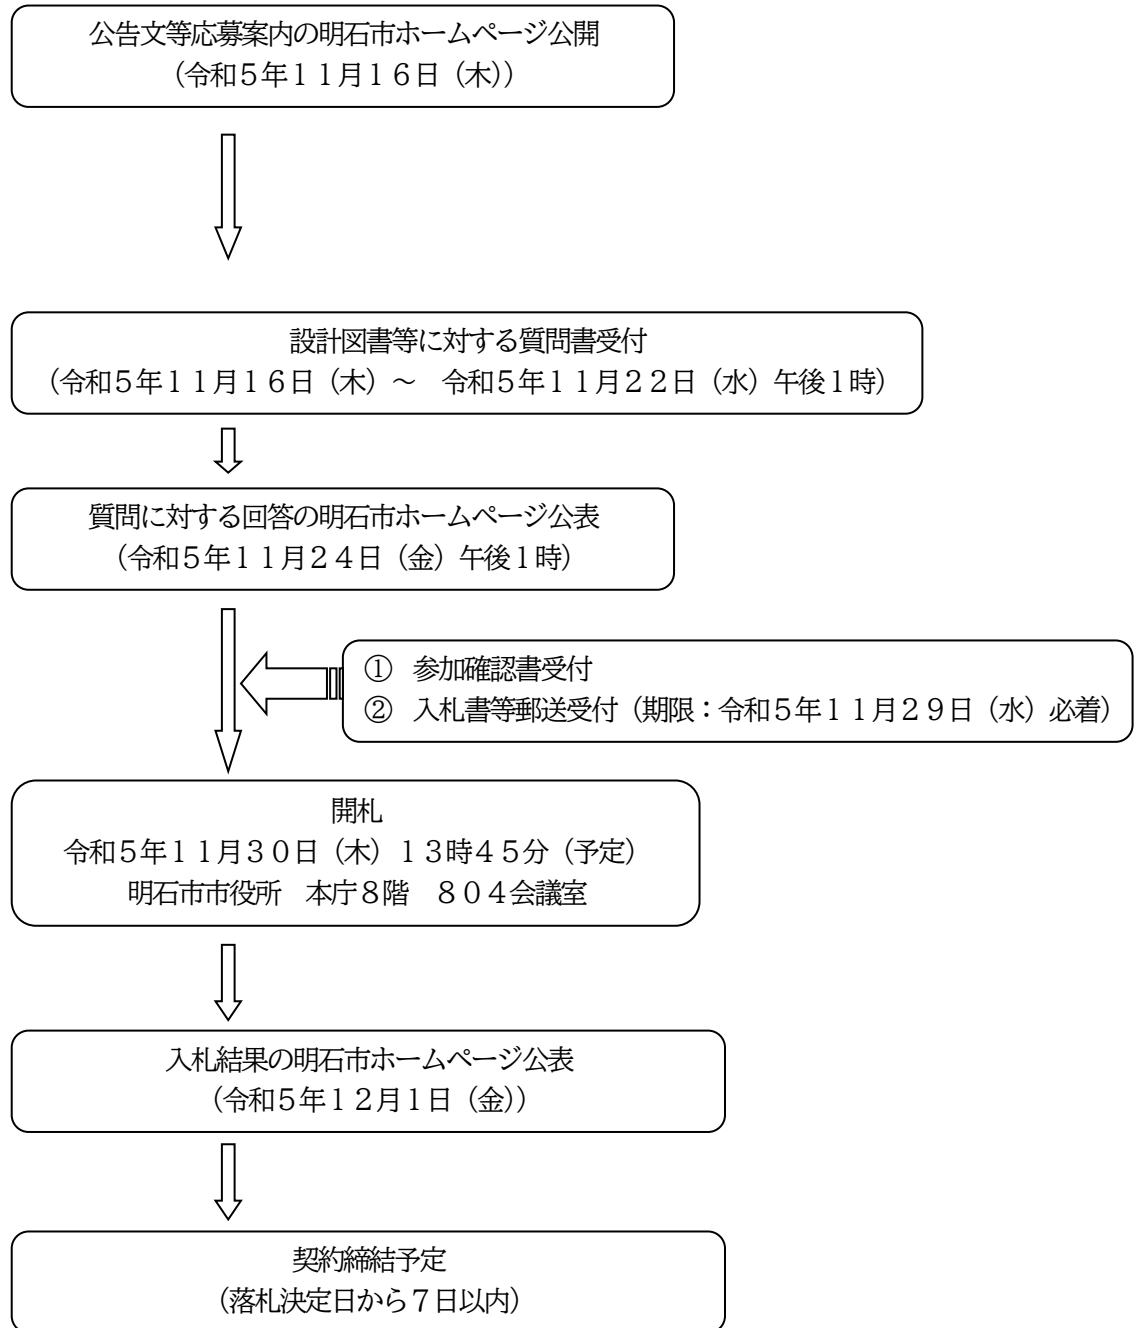 公告文等応募案内の明石市ホームページ公開
（令和５年１１月１６日（木））
設計図書等に対する質問書受付
（令和５年１１月１６日（木）～　令和５年１１月２２日（水）午後１時）
質問に対する回答の明石市ホームページ公表
（令和５年１１月２４日（金）午後１時）
①　参加確認書受付
②　入札書等郵送受付（期限：令和５年１１月２９日（水）必着）
開札
令和５年１１月３０日（木）１３時４５分（予定）
明石市市役所　本庁８階　８０４会議室
入札結果の明石市ホームページ公表
（令和５年１２月１日（金））
契約締結予定
（落札決定日から７日以内）